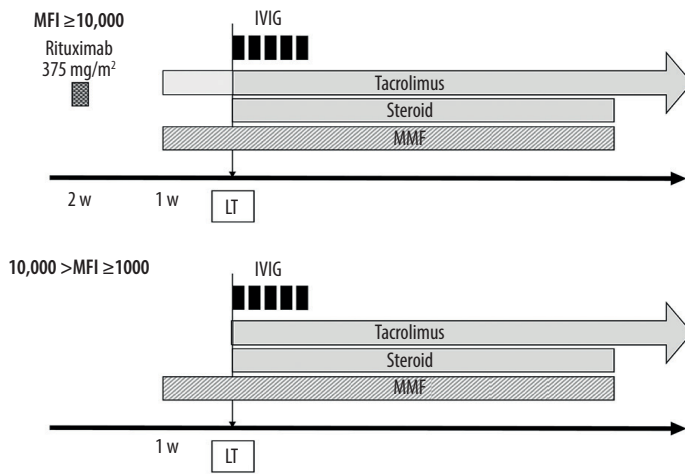 MFI ≥10,000
IVIG
Rituximab
375 mg/m²
Tacrolimus
Steroid
MMF
2 w
1 w
LT
10,000 >MFI ≥1000
IVIG
Tacrolimus
Steroid
MMF
1 w
LT